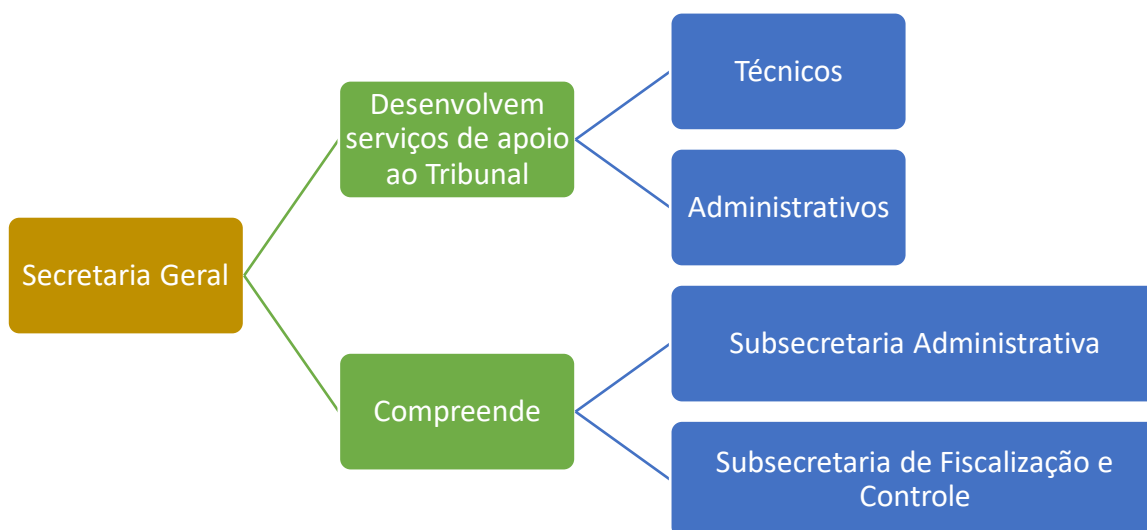 Secretaria Geral
Desenvolvem
serviços de apoio
ao Tribunal
Técnicos
Administrativos
Compreende
Subsecretaria Administrativa
Subsecretaria de Fiscalização e
Controle